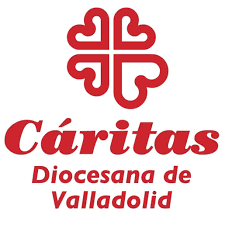 Cáritas
Diocesana de
Valladolid